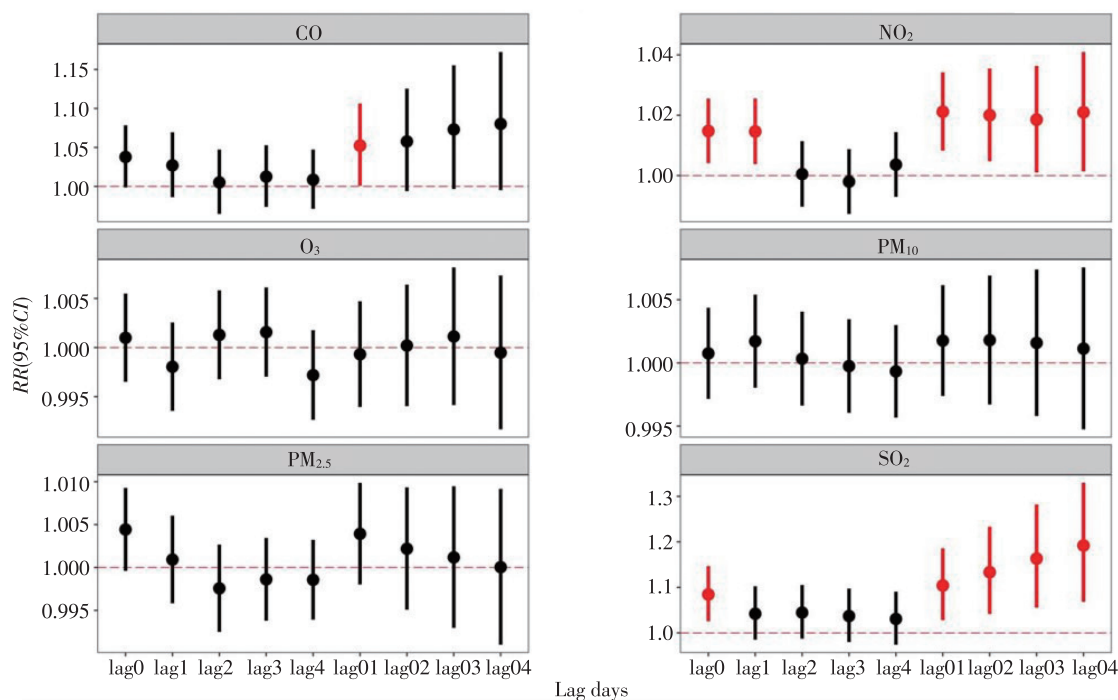 CO
1.15
1.10
1.05
1.00
NO₂
1.04
1.02
1.00
O₃
1.005
1.000
0.995
PM₁₀
1.005
1.000
0.995
PM₂.₅
1.010
1.005
1.000
0.995
SO₂
1.3
1.2
1.1
1.0
RR(95%CI)
lag0 lag1 lag2 lag3 lag4 lag01 lag02 lag03 lag04
lag0 lag1 lag2 lag3 lag4 lag01 lag02 lag03 lag04
Lag days